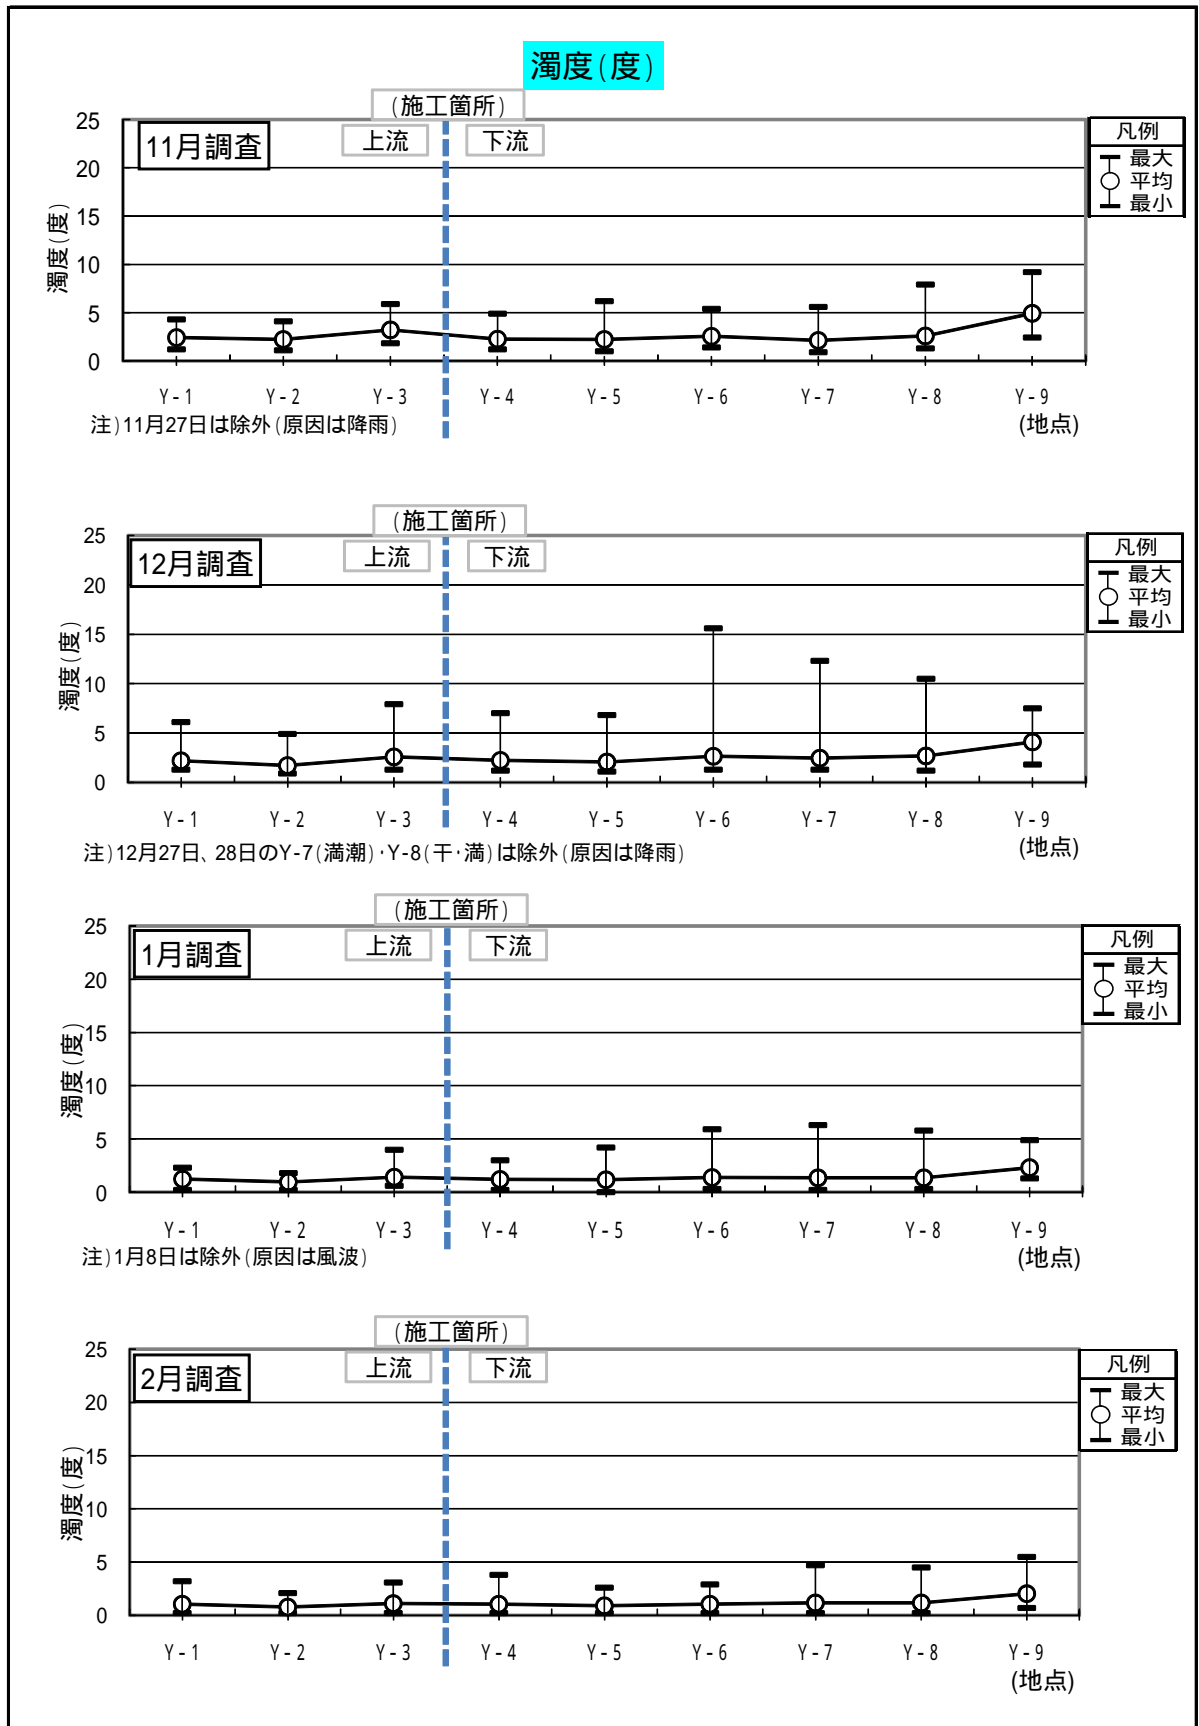 濁度(度)
(施工箇所)
11月調査
上流
下流
凡例
最大
平均
最小
濁度(度)
25
20
15
10
5
0
Y-1 Y-2 Y-3 Y-4 Y-5 Y-6 Y-7 Y-8 Y-9
注)11月27日は除外(原因は降雨)
(地点)
(施工箇所)
12月調査
上流
下流
凡例
最大
平均
最小
濁度(度)
25
20
15
10
5
0
Y-1 Y-2 Y-3 Y-4 Y-5 Y-6 Y-7 Y-8 Y-9
注)12月27日、28日のY-7(満潮)・Y-8(干・満)は除外(原因は降雨)
(地点)
(施工箇所)
1月調査
上流
下流
凡例
最大
平均
最小
濁度(度)
25
20
15
10
5
0
Y-1 Y-2 Y-3 Y-4 Y-5 Y-6 Y-7 Y-8 Y-9
注)1月8日は除外(原因は風波)
(地点)
(施工箇所)
2月調査
上流
下流
凡例
最大
平均
最小
濁度(度)
25
20
15
10
5
0
Y-1 Y-2 Y-3 Y-4 Y-5 Y-6 Y-7 Y-8 Y-9
(地点)